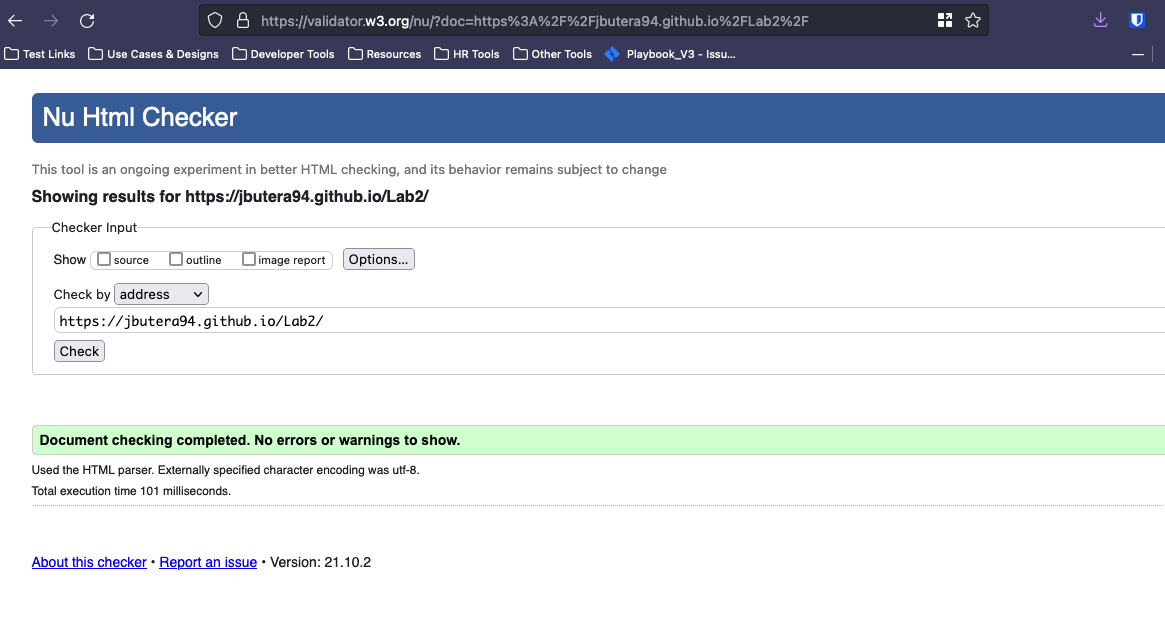 https://validator.w3.org/nu/?doc=https%3A%2F%2Fjbutera94.github.io%2FLab2%2F
Test Links Use Cases & Designs Developer Tools Resources HR Tools Other Tools Playbook_V3 - Issu...
Nu Html Checker
This tool is an ongoing experiment in better HTML checking, and its behavior remains subject to change
Showing results for https://jbutera94.github.io/Lab2/
Checker Input
Show source outline image report Options...
Check by address
https://jbutera94.github.io/Lab2/
Check
Document checking completed. No errors or warnings to show.
Used the HTML parser. Externally specified character encoding was utf-8.
Total execution time 101 milliseconds.
About this checker • Report an issue • Version: 21.10.2